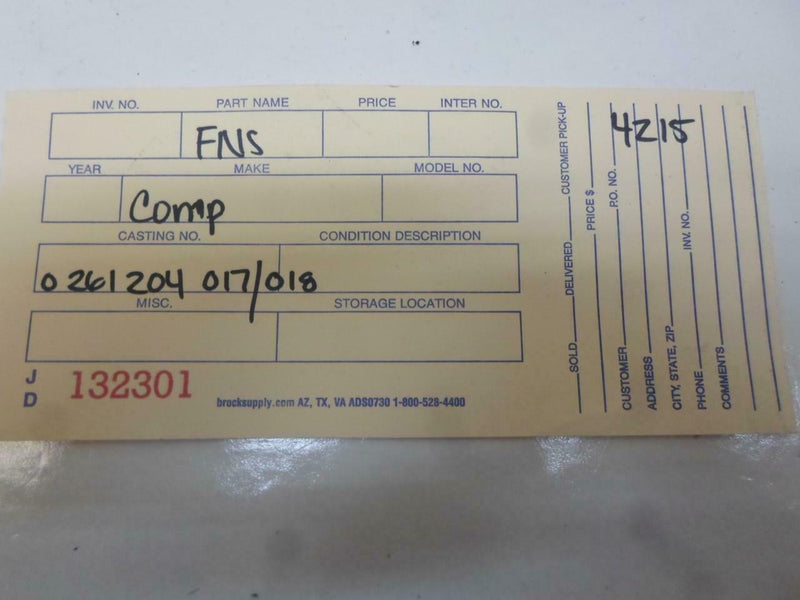 INV. NO. PART NAME PRICE INTER NO.
FNS
YEAR MAKE MODEL NO.
Comp
CASTING NO. CONDITION DESCRIPTION
0 261 204 017/018
MISC. STORAGE LOCATION
J D 132301
brocksupply.com AZ, TX, VA ADS0730 1-800-528-4400
SOLD DELIVERED CUSTOMER PICK-UP
PRICE $
CUSTOMER P.O. NO. 4215
ADDRESS
CITY, STATE, ZIP
PHONE INV. NO.
COMMENTS